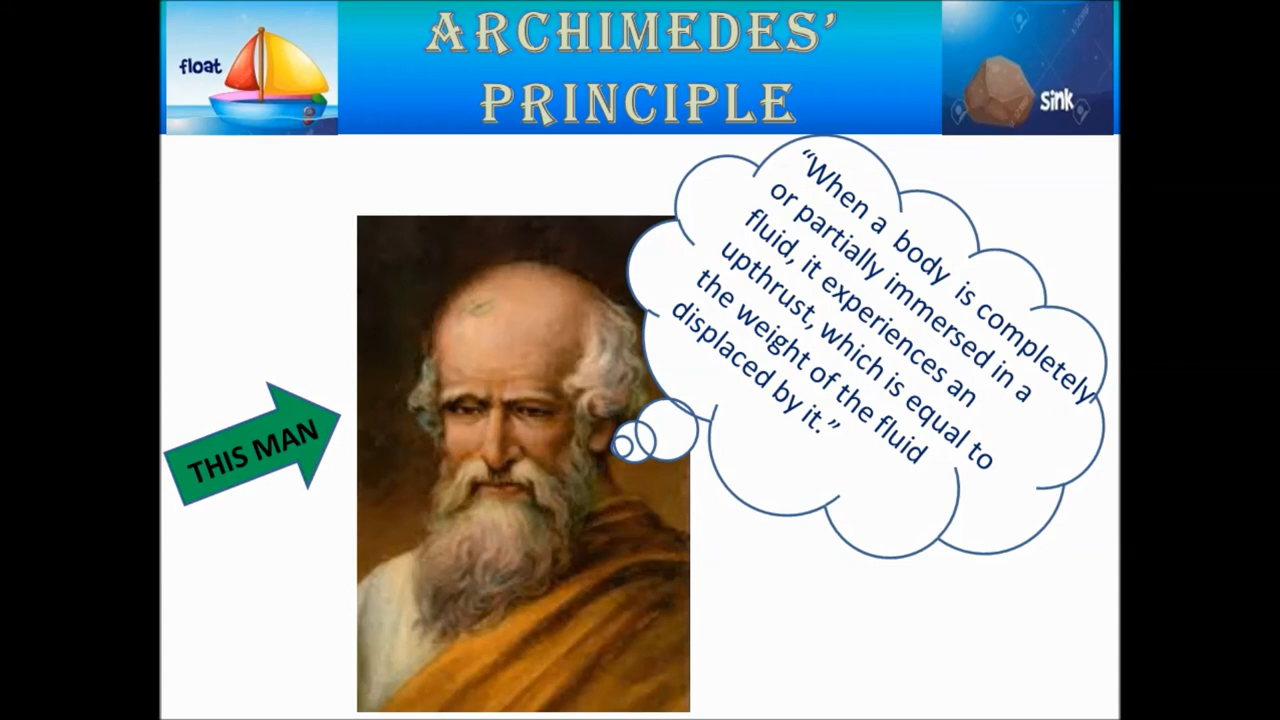 float
ARCHIMEDES’
PRINCIPLE
sink
“When a body is completely
or partially immersed in a
fluid, it experiences an
upthrust, which is equal to
the weight of the fluid
displaced by it.”
THIS MAN